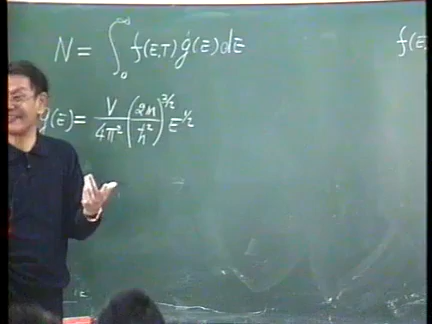 N = ∫₀^∞ f(E,T) g(E) dE
f(E,
g(E) = V/4π² (2m/ħ²)^3/2 E^1/2